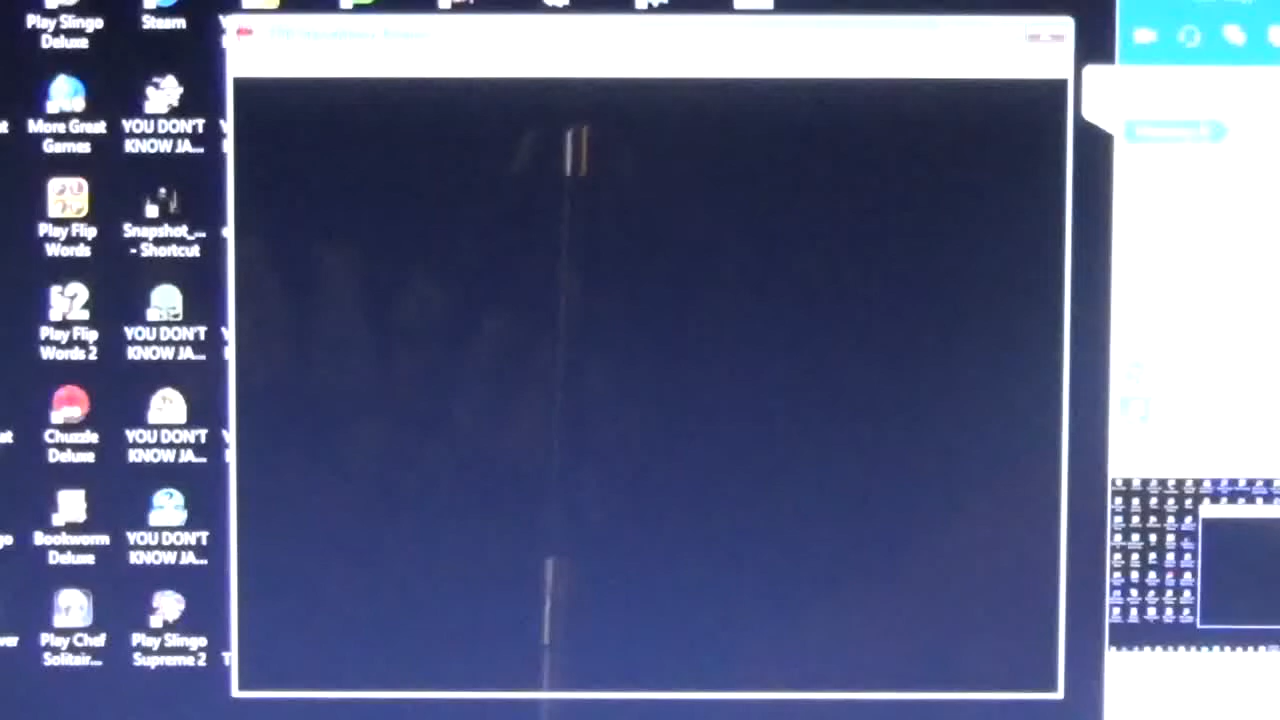 Play Slingo
Deluxe
Steam
More Great
Games
YOU DON'T
KNOW JA...
Play Flip
Words
Snapshot_...
- Shortcut
Play Flip
Words 2
YOU DON'T
KNOW JA...
Chuzzle
Deluxe
YOU DON'T
KNOW JA...
Bookworm
Deluxe
YOU DON'T
KNOW JA...
Play Chef
Solitair...
Play Slingo
Supreme 2